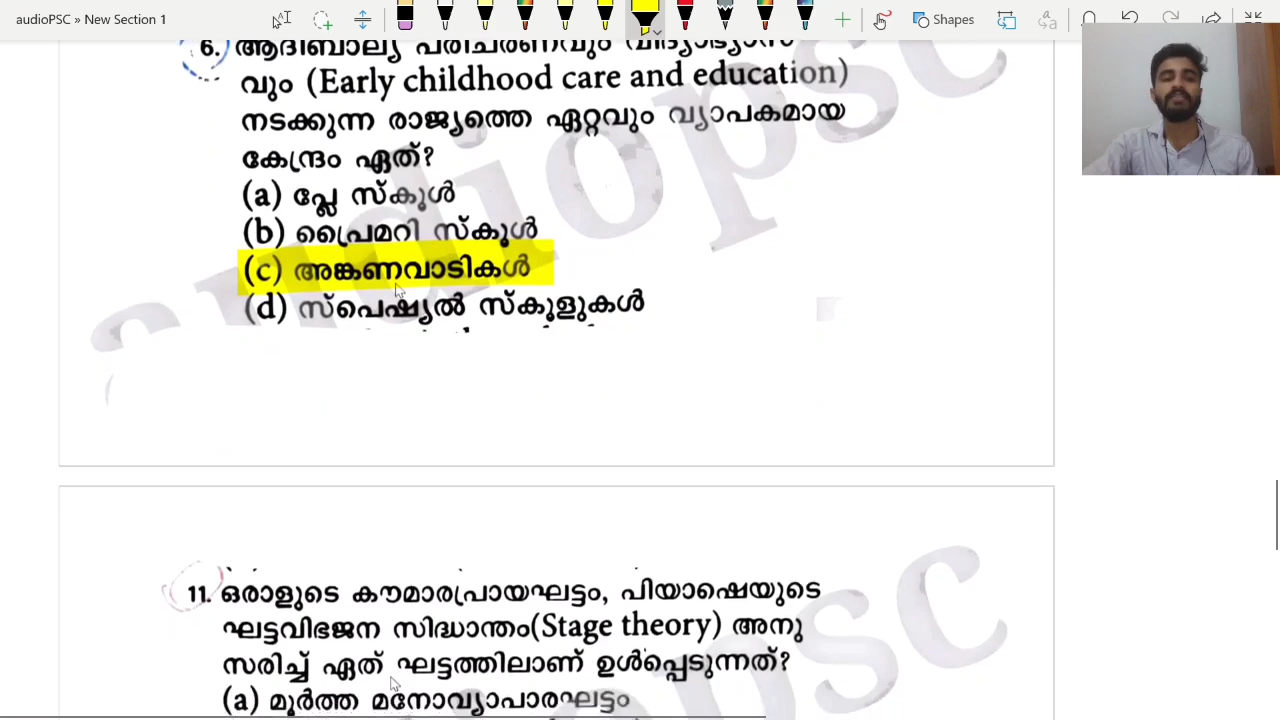 audioPSC » New Section 1
Shapes
6. ആദിബാല്യ പരിചരണവും വിദ്യാഭ്യാസ
വും (Early childhood care and education)
നടക്കുന്ന രാജ്യത്തെ ഏറ്റവും വ്യാപകമായ
കേന്ദ്രം ഏത്?
(a) പ്ലേ സ്കൂൾ
(b) പ്രൈമറി സ്കൂൾ
(c) അങ്കണവാടികൾ
(d) സ്പെഷ്യൽ സ്കൂളുകൾ
audiopsc
11. ഒരാളുടെ കൗമാരപ്രായഘട്ടം, പിയാഷെയുടെ
ഘട്ടവിഭജന സിദ്ധാന്തം(Stage theory) അനു
സരിച്ച് ഏത് ഘട്ടത്തിലാണ് ഉൾപ്പെടുന്നത്?
(a) മൂർത്ത മനോവ്യാപാരഘട്ടം